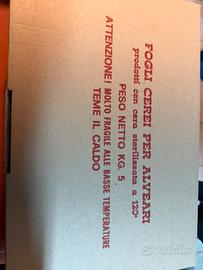 FOGLI CEREI PER ALVEARI
prodotti con cera sterilizzata a 120°
PESO NETTO KG. 5
ATTENZIONE! MOLTO FRAGILE ALLE BASSE TEMPERATURE
TEME IL CALDO
Subito